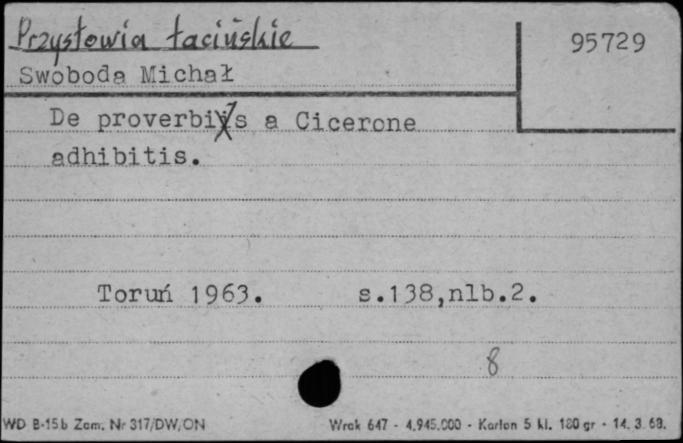 Przysłowia łacińskie
95729
Swoboda Michał
De proverbiis a Cicerone
adhibitis.
Toruń 1963. s.138,nlb.2.
8
WD B-15b Zam. Nr 317/DW/ON Wrak 647 - 4.945.000 - Karton 5 kl. 180 gr - 14. 3. 68.